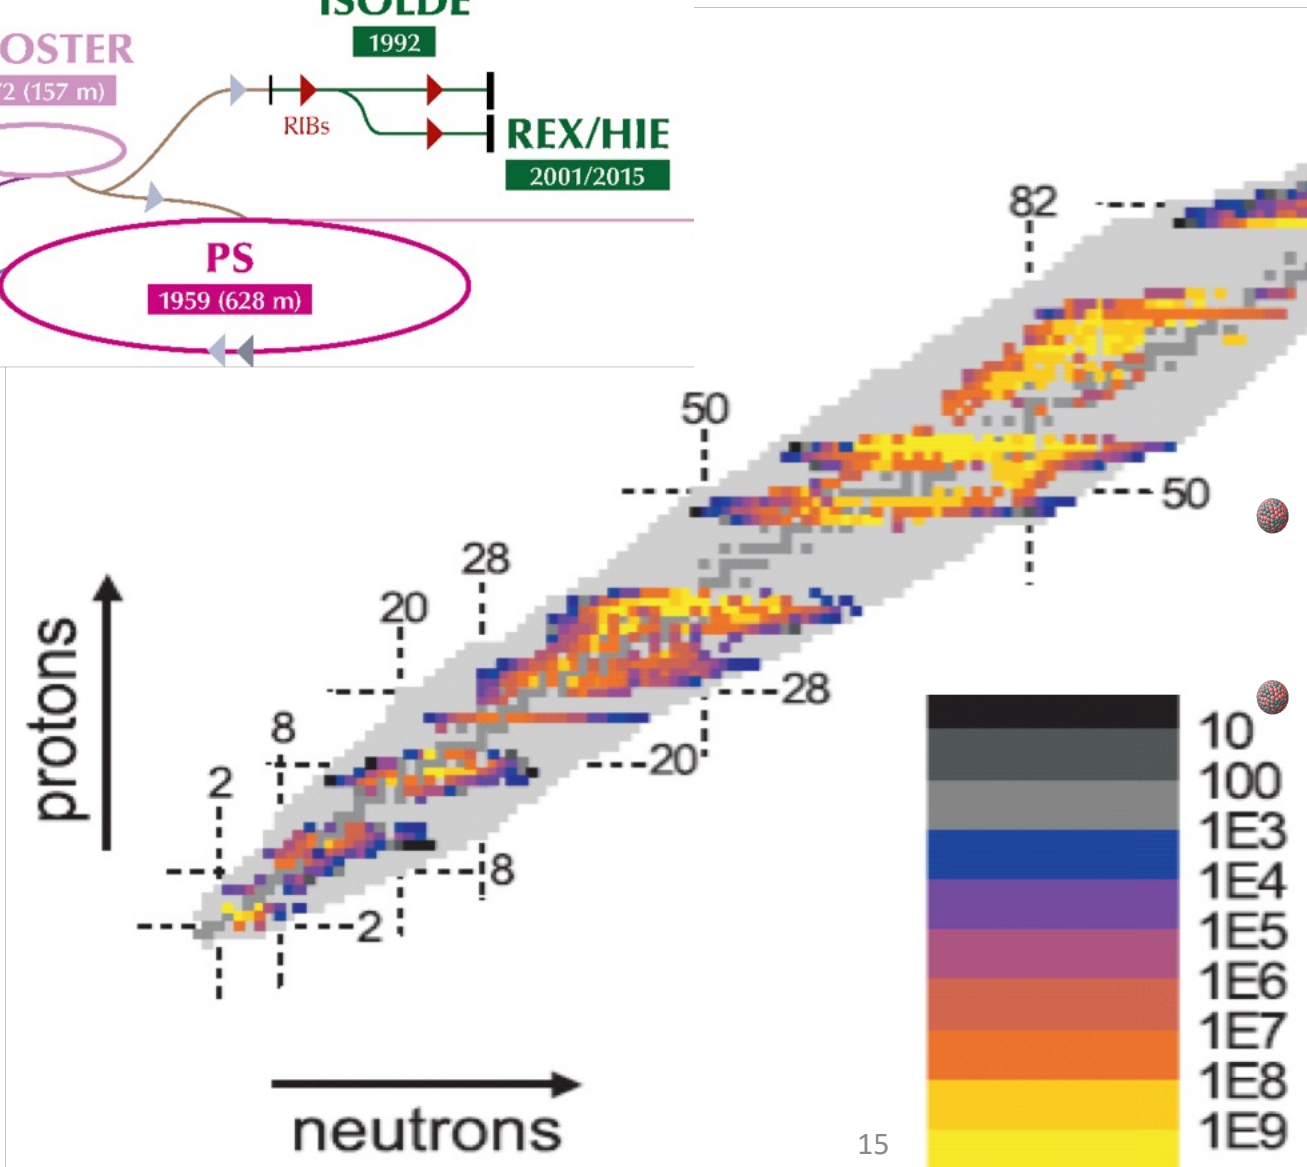 ISOLDE
1992
OSTER
2 (157 m)
RIBs
REX/HIE
2001/2015
PS
1959 (628 m)
82
50
50
28
20
28
8
20
2
8
2
protons
neutrons
10
100
1E3
1E4
1E5
1E6
1E7
1E8
1E9
15